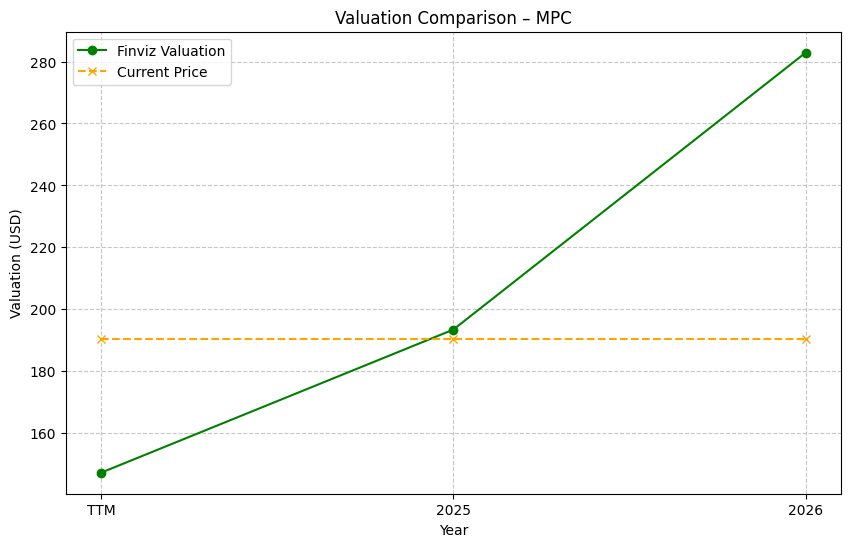 Valuation Comparison – MPC
Finviz Valuation
Current Price
280
260
240
220
200
180
160
Valuation (USD)
TTM
2025
2026
Year